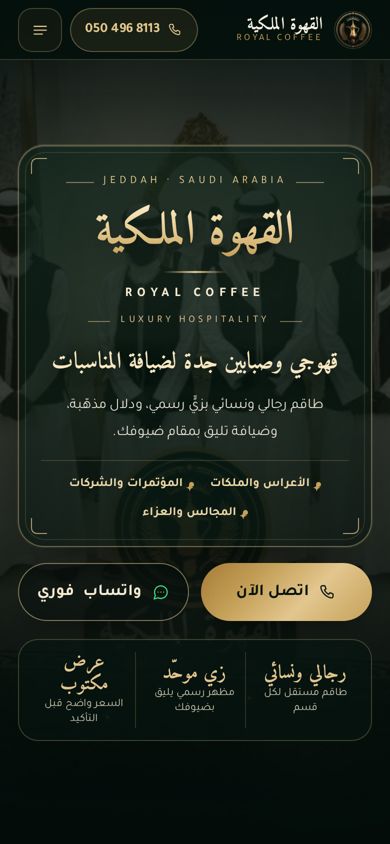 القهوة الملكية
ROYAL COFFEE
050 496 8113
JEDDAH · SAUDI ARABIA
القهوة الملكية
ROYAL COFFEE
LUXURY HOSPITALITY
قهوجي وصبابين جدة لضيافة المناسبات
طاقم رجالي ونسائي بزيٍّ رسمي، ودلال مذهّبة،
وضيافة تليق بمقام ضيوفك.
الأعراس والملكات
المؤتمرات والشركات
المجالس والعزاء
اتصل الآن
واتساب فوري
رجالي ونسائي
طاقم مستقل لكل
قسم
زي موحّد
مظهر رسمي يليق
بضيوفك
عرض
مكتوب
السعر واضح قبل
التأكيد